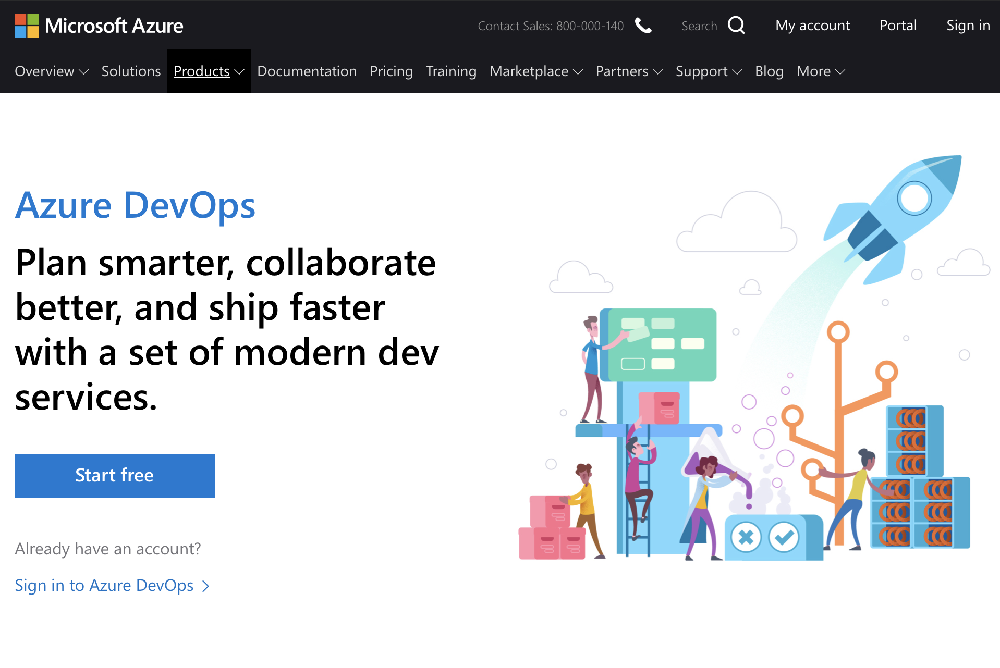 Microsoft Azure
Contact Sales: 800-000-140
Search
My account
Portal
Sign in
Overview
Solutions
Products
Documentation
Pricing
Training
Marketplace
Partners
Support
Blog
More
Azure DevOps
Plan smarter, collaborate
better, and ship faster
with a set of modern dev
services.
Start free
Already have an account?
Sign in to Azure DevOps